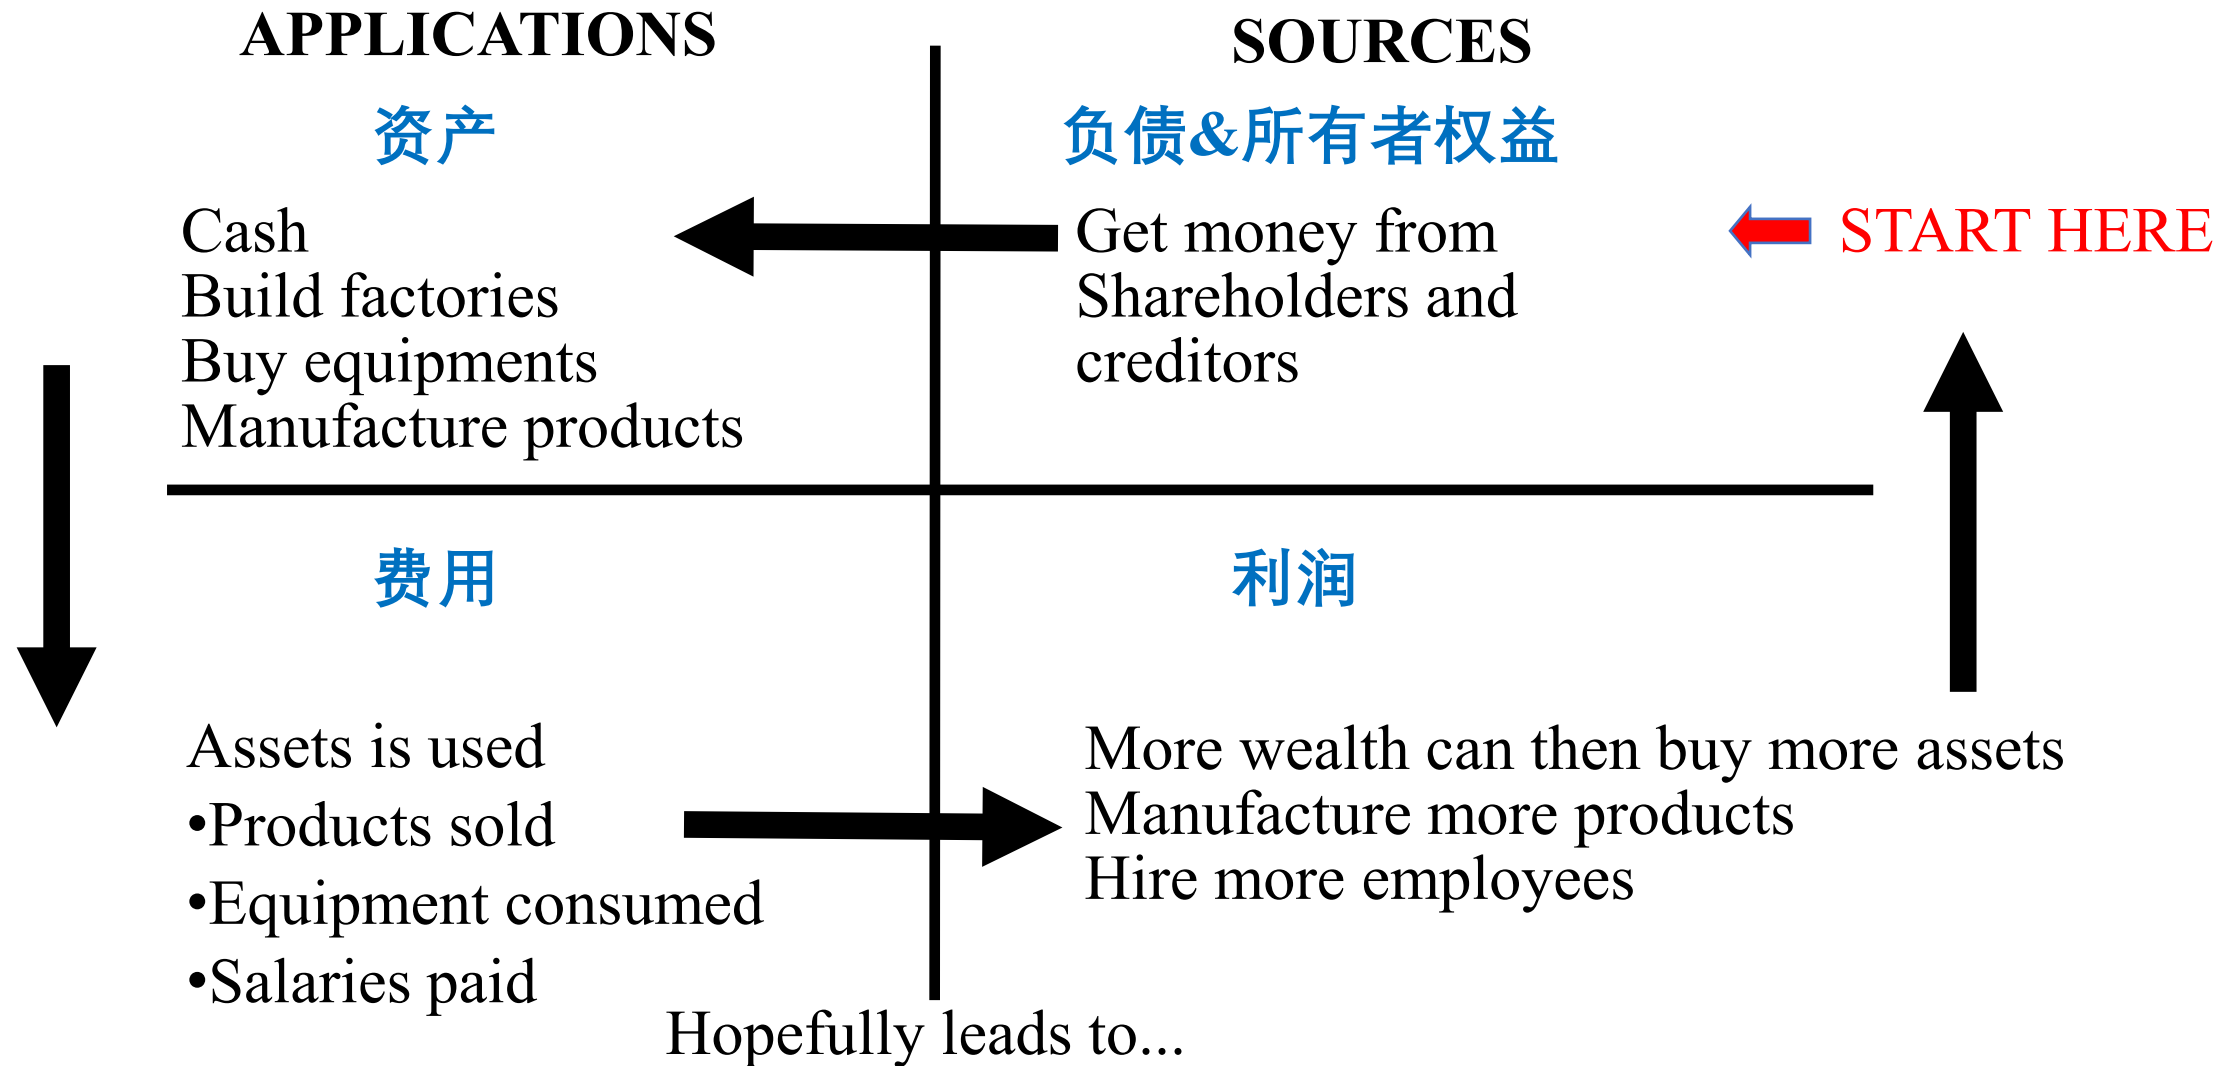 APPLICATIONS
SOURCES
资产
负债&所有者权益
Cash
Build factories
Buy equipments
Manufacture products
Get money from
Shareholders and
creditors
START HERE
费用
利润
Assets is used
•Products sold
•Equipment consumed
•Salaries paid
More wealth can then buy more assets
Manufacture more products
Hire more employees
Hopefully leads to...